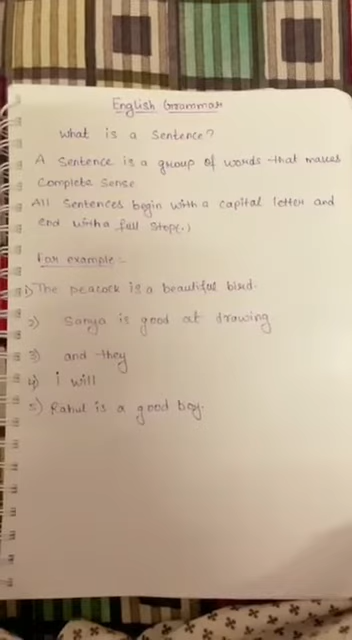 English Grammar
What is a Sentence?
A Sentence is a group of words that makes
Complete Sense
All Sentences begin with a capital letter and
end with a full stop(.)
For example :-
1) The peacock is a beautiful bird.
2) Sanya is good at drawing
3) and they
4) i will
5) Rahul is a good boy.